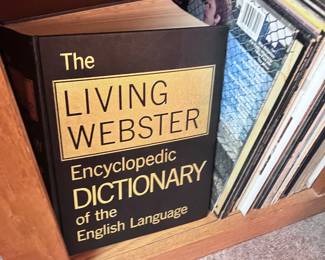 The
LIVING
WEBSTER
Encyclopedic
DICTIONARY
of the
English Language